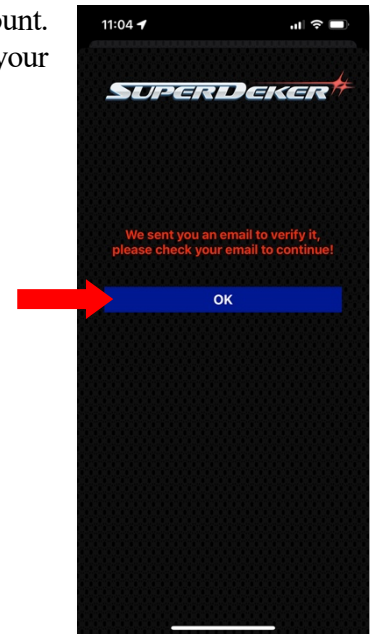 ount.
your
11:04
SUPERDEKER
We sent you an email to verify it,
please check your email to continue!
OK